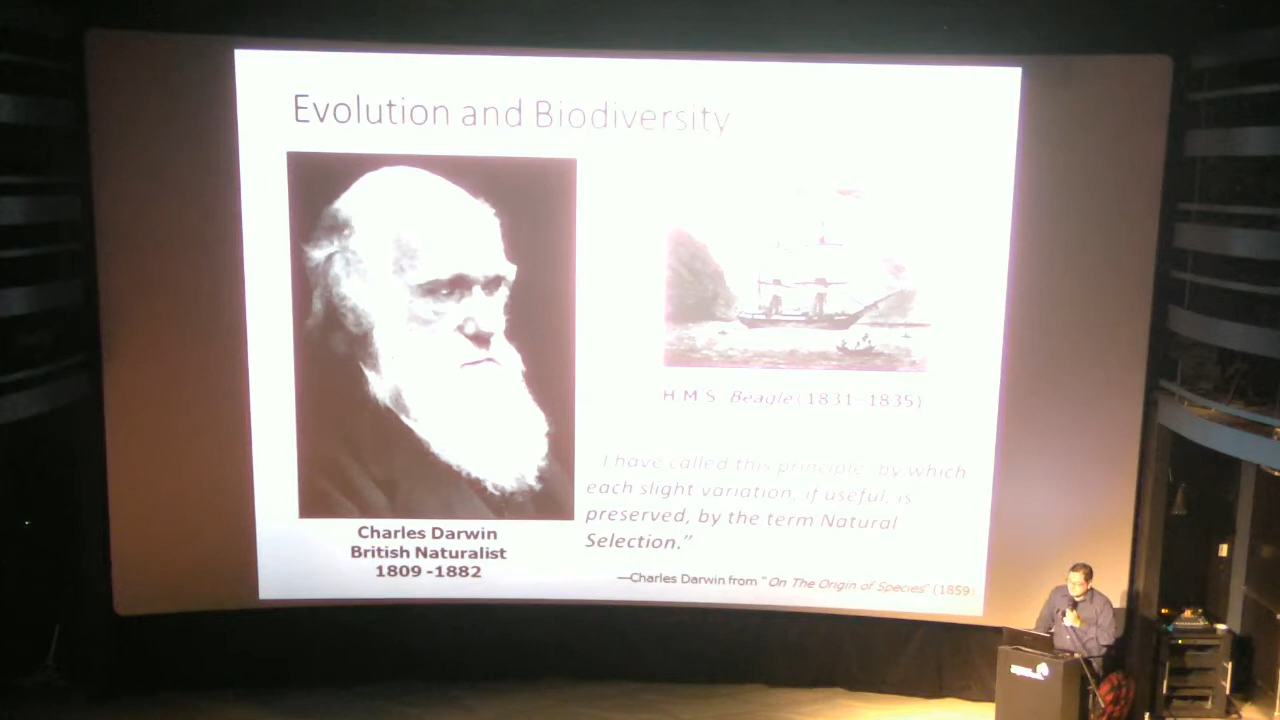 Evolution and Biodiversity
H.M.S. Beagle (1831-1835)
I have called this principle, by which
each slight variation, if useful, is
preserved, by the term Natural
Selection.”
Charles Darwin
British Naturalist
1809 -1882
—Charles Darwin from "On The Origin of Species" (1859)